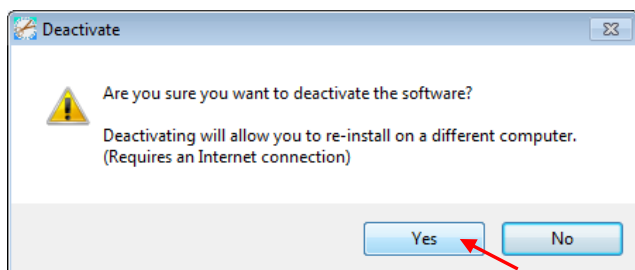 Deactivate
Are you sure you want to deactivate the software?
Deactivating will allow you to re-install on a different computer.
(Requires an Internet connection)
Yes
No